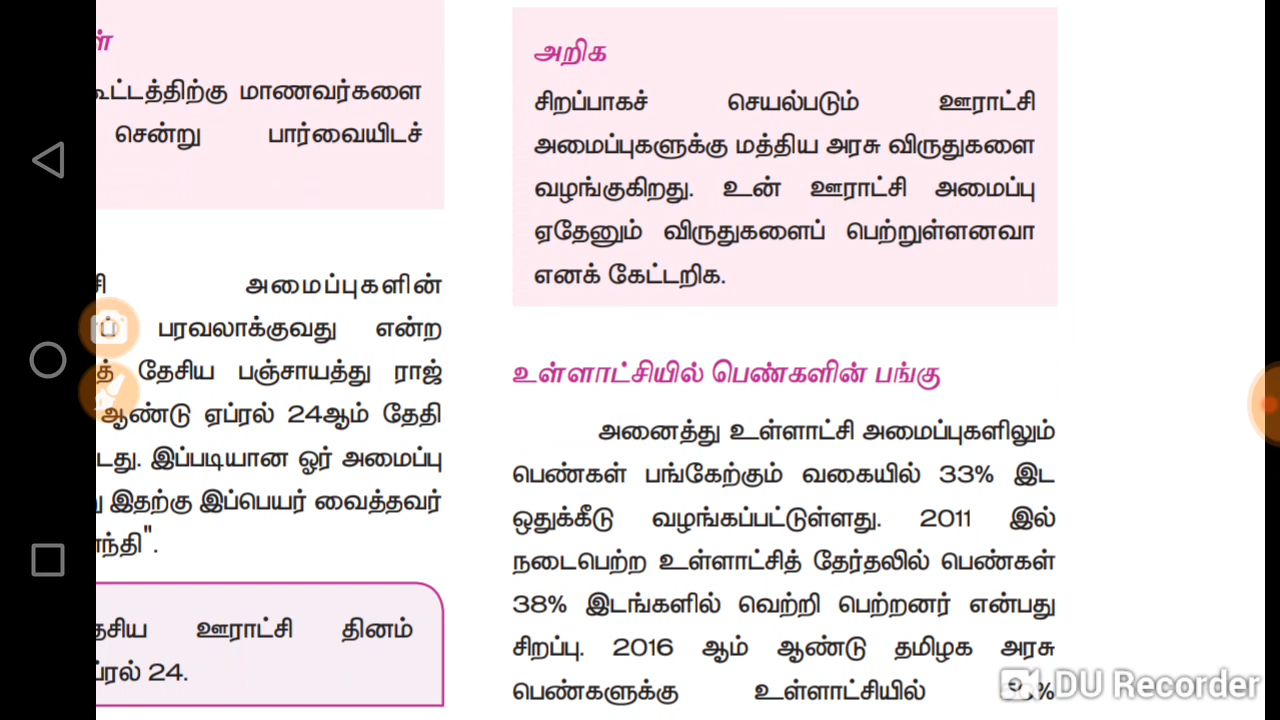 ள்
கூட்டத்திற்கு மாணவர்களை
சென்று பார்வையிடச்
அமைப்புகளின்
பரவலாக்குவது என்ற
தேசிய பஞ்சாயத்து ராஜ்
ஆண்டு ஏப்ரல் 24ஆம் தேதி
டது. இப்படியான ஓர் அமைப்பு
இதற்கு இப்பெயர் வைத்தவர்
ந்தி".
தேசிய ஊராட்சி தினம்
ப்ரல் 24.
அறிக
சிறப்பாகச் செயல்படும் ஊராட்சி
அமைப்புகளுக்கு மத்திய அரசு விருதுகளை
வழங்குகிறது. உன் ஊராட்சி அமைப்பு
ஏதேனும் விருதுகளைப் பெற்றுள்ளனவா
எனக் கேட்டறிக.
உள்ளாட்சியில் பெண்களின் பங்கு
அனைத்து உள்ளாட்சி அமைப்புகளிலும்
பெண்கள் பங்கேற்கும் வகையில் 33% இட
ஒதுக்கீடு வழங்கப்பட்டுள்ளது. 2011 இல்
நடைபெற்ற உள்ளாட்சித் தேர்தலில் பெண்கள்
38% இடங்களில் வெற்றி பெற்றனர் என்பது
சிறப்பு. 2016 ஆம் ஆண்டு தமிழக அரசு
பெண்களுக்கு உள்ளாட்சியில்
DU Recorder